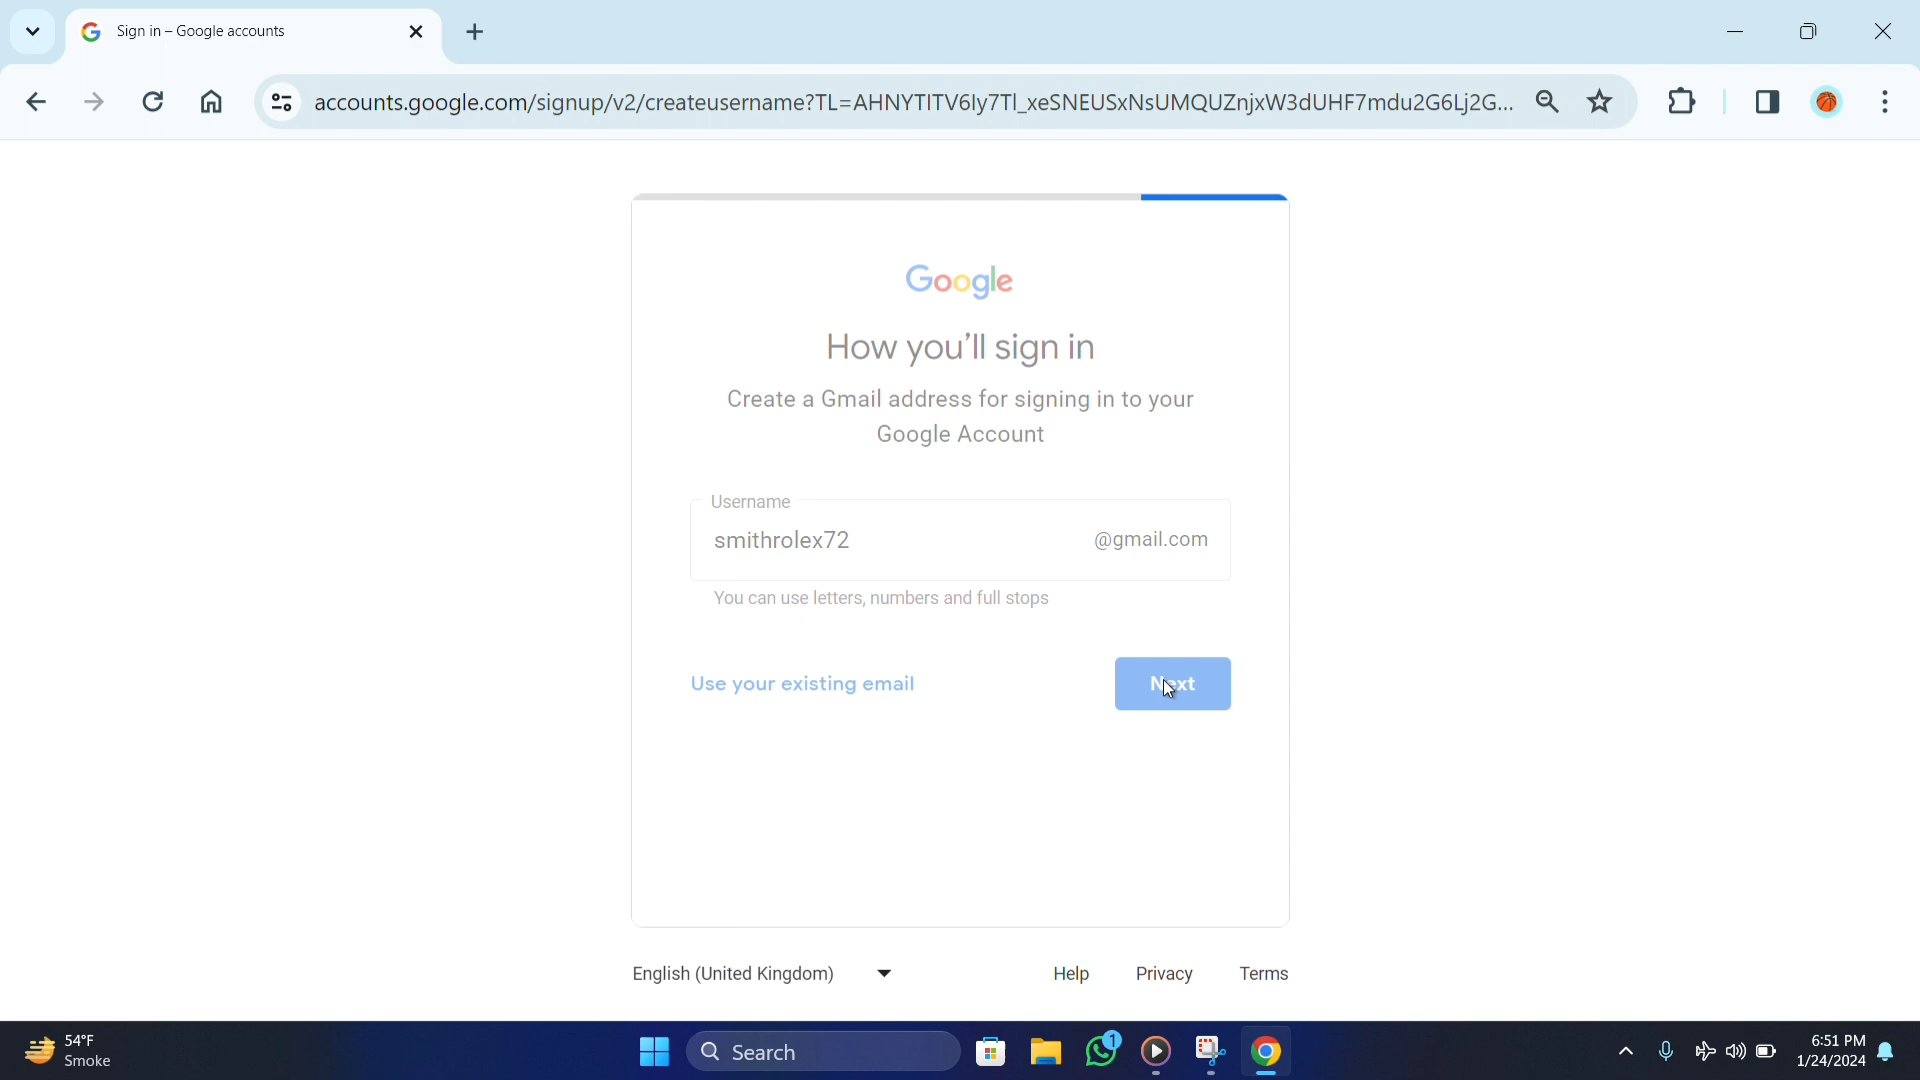 Sign in – Google accounts
accounts.google.com/signup/v2/createusername?TL=AHNYTITV6Iy7Tl_xeSNEUSxNsUMQUZnjxW3dUHF7mdu2G6Lj2G...
Google
How you'll sign in
Create a Gmail address for signing in to your
Google Account
Username
smithrolex72 @gmail.com
You can use letters, numbers and full stops
Use your existing email Next
English (United Kingdom) Help Privacy Terms
54°F
Smoke
Search
1
6:51 PM
1/24/2024